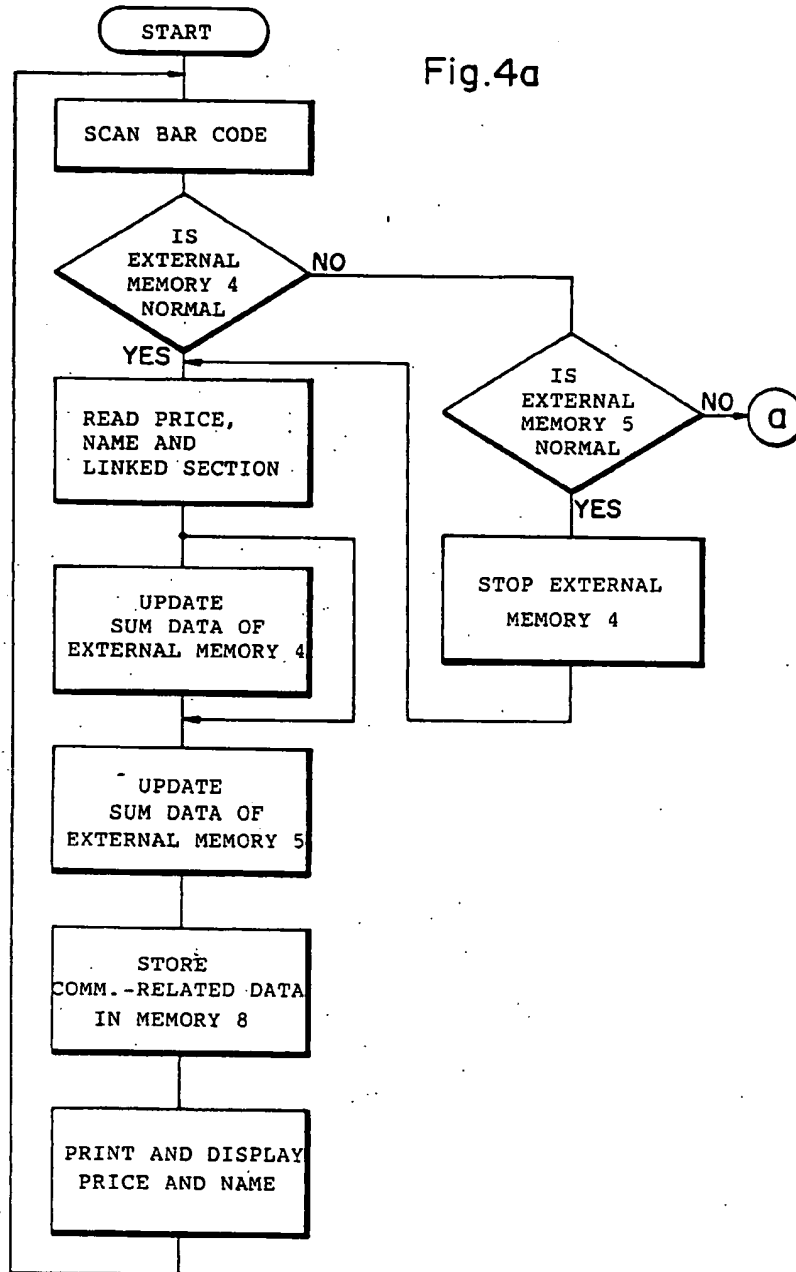 START
Fig.4a
SCAN BAR CODE
IS
EXTERNAL
MEMORY 4
NORMAL
NO
YES
IS
EXTERNAL
MEMORY 5
NORMAL
NO
a
YES
READ PRICE,
NAME AND
LINKED SECTION
STOP EXTERNAL
MEMORY 4
UPDATE
SUM DATA OF
EXTERNAL MEMORY 4
UPDATE
SUM DATA OF
EXTERNAL MEMORY 5
STORE
COMM.-RELATED DATA
IN MEMORY 8
PRINT AND DISPLAY
PRICE AND NAME